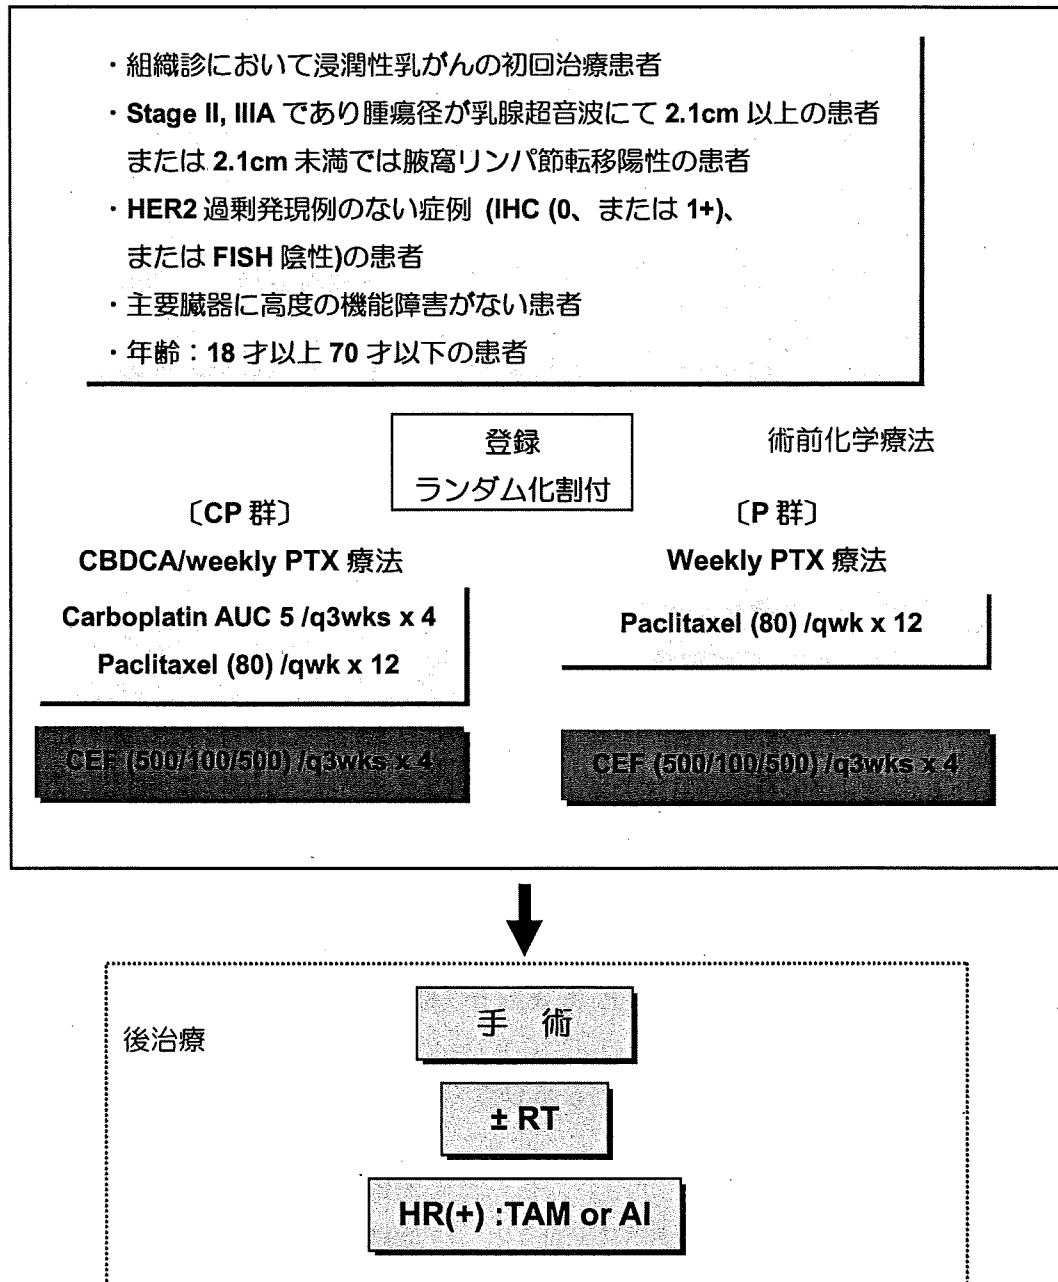 ・組織診において浸潤性乳がんの初回治療患者
・Stage II, IIIA であり腫瘍径が乳腺超音波にて 2.1cm 以上の患者
または 2.1cm 未満では腋窩リンパ節転移陽性の患者
・HER2 過剰発現例のない症例 (IHC (0、または 1+)、
または FISH 陰性)の患者
・主要臓器に高度の機能障害がない患者
・年齢：18 才以上 70 才以下の患者
登録
ランダム化割付
術前化学療法
〔CP 群〕
CBDCA/weekly PTX 療法
Carboplatin AUC 5 /q3wks x 4
Paclitaxel (80) /qwk x 12
CEF (500/100/500) /q3wks x 4
〔P 群〕
Weekly PTX 療法
Paclitaxel (80) /qwk x 12
CEF (500/100/500) /q3wks x 4
後治療
手 術
± RT
HR(+) :TAM or AI